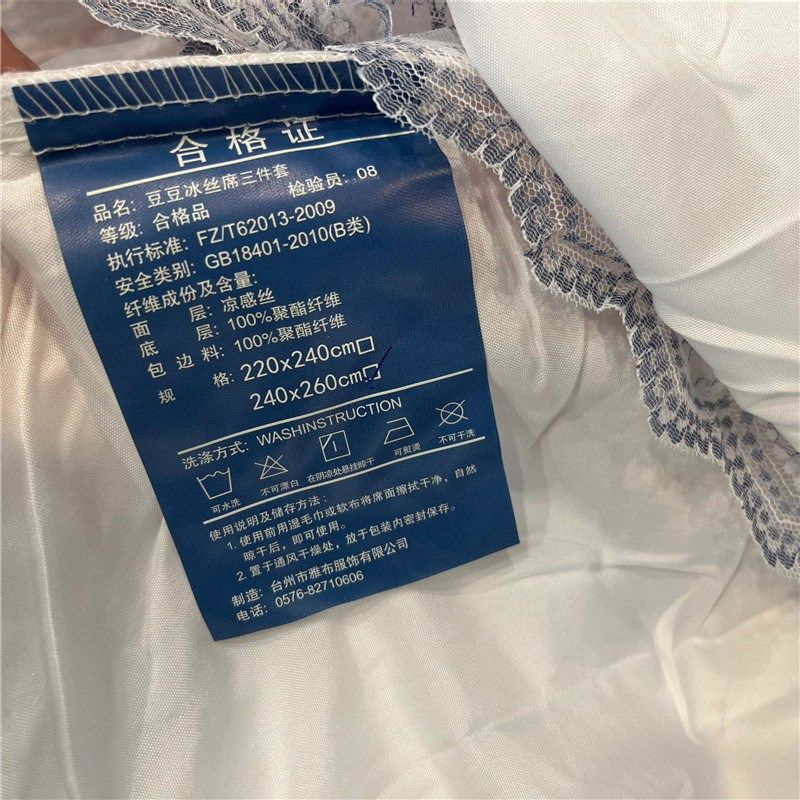 合格证
品名: 豆豆冰丝席三件套 检验员: 08
等级: 合格品
执行标准: FZ/T62013-2009
安全类别: GB18401-2010(B类)
纤维成份及含量:
面 层: 凉感丝
底 层: 100%聚酯纤维
包 边 料: 100%聚酯纤维
规 格: 220x240cm□
240x260cm☑
洗涤方式: WASHINSTRUCTION
可水洗 不可漂白 在阴凉处悬挂晾干 可熨烫 不可干洗
使用说明及储存方法:
1. 使用前用湿毛巾或软布将席面擦拭干净,自然
晾干后,即可使用。
2. 置于通风干燥处,放于包装内密封保存。
制造: 台州市雅布服饰有限公司
电话: 0576-82710606